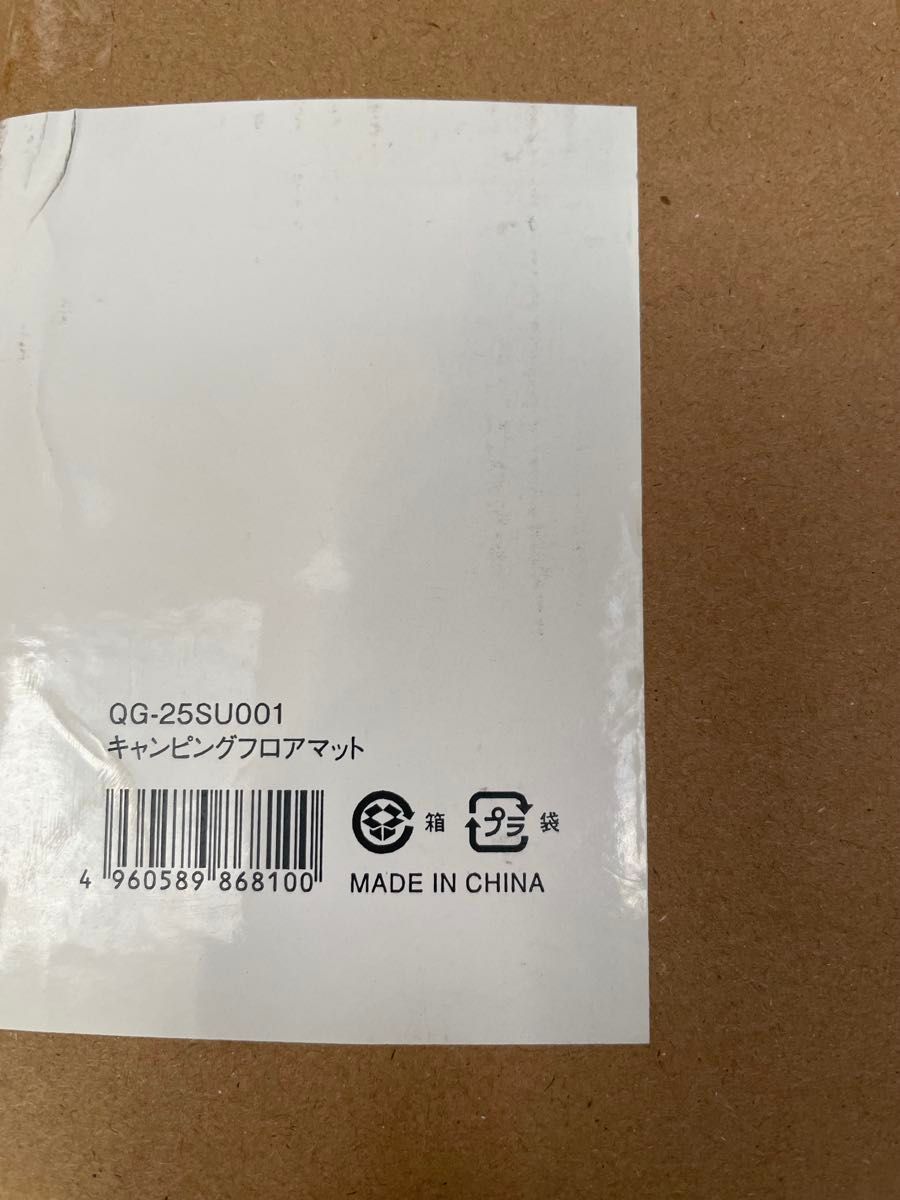 QG-25SU001
キャンピングフロアマット
箱 プラ 袋
4 960589 868100
MADE IN CHINA